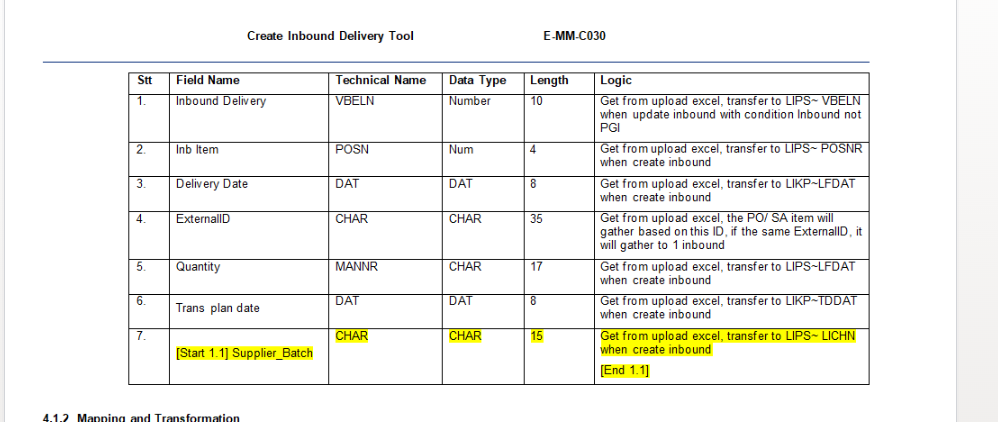 Create Inbound Delivery Tool E-MM-C030
Stt Field Name Technical Name Data Type Length Logic
1. Inbound Delivery VBELN Number 10 Get from upload excel, transfer to LIPS~ VBELN
when update inbound with condition Inbound not
PGI
2. Inb Item POSN Num 4 Get from upload excel, transfer to LIPS~ POSNR
when create inbound
3. Delivery Date DAT DAT 8 Get from upload excel, transfer to LIKP~LFDAT
when create inbound
4. ExternalID CHAR CHAR 35 Get from upload excel, the PO/ SA item will
gather based on this ID, if the same ExternalID, it
will gather to 1 inbound
5. Quantity MANNR CHAR 17 Get from upload excel, transfer to LIPS~LFDAT
when create inbound
6. Trans plan date DAT DAT 8 Get from upload excel, transfer to LIKP~TDDAT
when create inbound
7. [Start 1.1] Supplier_Batch CHAR CHAR 15 Get from upload excel, transfer to LIPS~ LICHN
when create inbound
[End 1.1]
4.1.2 Mapping and Transformation